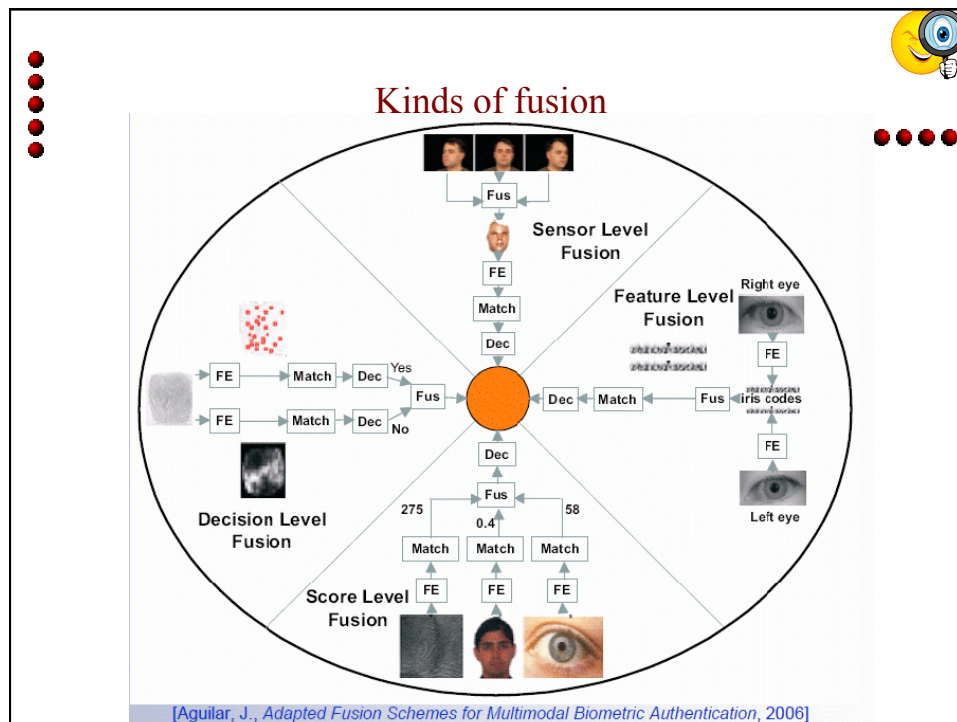 Kinds of fusion
Fus
Sensor Level
Fusion
FE
Match
Dec
Feature Level
Fusion
Right eye
FE
iris codes
Fus
Match
Dec
FE
Left eye
FE
Match
Dec
Yes
Fus
FE
Match
Dec
No
Decision Level
Fusion
Dec
Fus
275
0.4
58
Match
Match
Match
FE
FE
FE
Score Level
Fusion
[Aguilar, J., Adapted Fusion Schemes for Multimodal Biometric Authentication, 2006]